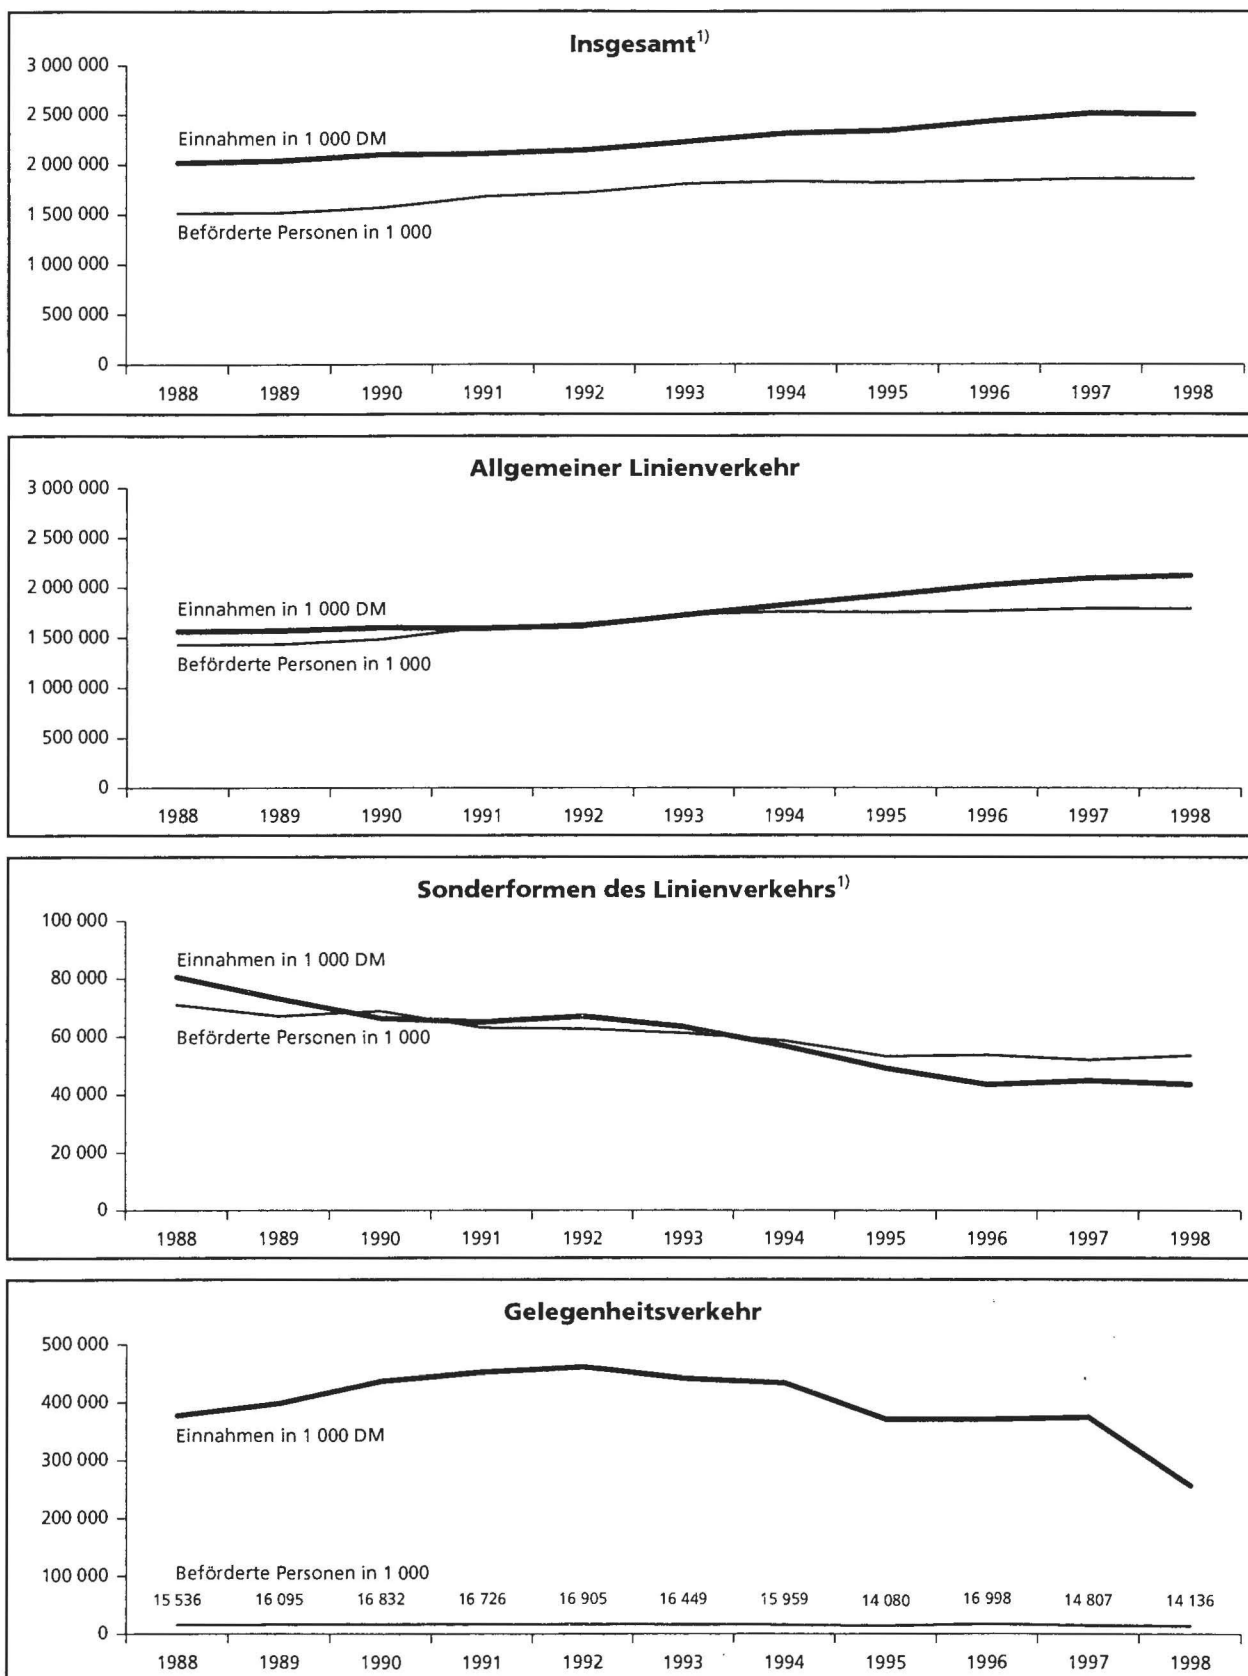 Insgesamt1)
3 000 000
2 500 000
Einnahmen in 1 000 DM
2 000 000
1 500 000
Beförderte Personen in 1 000
1 000 000
500 000
0
1988 1989 1990 1991 1992 1993 1994 1995 1996 1997 1998
Allgemeiner Linienverkehr
3 000 000
2 500 000
2 000 000
Einnahmen in 1 000 DM
1 500 000
Beförderte Personen in 1 000
1 000 000
500 000
0
1988 1989 1990 1991 1992 1993 1994 1995 1996 1997 1998
Sonderformen des Linienverkehrs1)
100 000
Einnahmen in 1 000 DM
80 000
60 000
Beförderte Personen in 1 000
40 000
20 000
0
1988 1989 1990 1991 1992 1993 1994 1995 1996 1997 1998
Gelegenheitsverkehr
500 000
400 000
Einnahmen in 1 000 DM
300 000
200 000
100 000
Beförderte Personen in 1 000
15 536 16 095 16 832 16 726 16 905 16 449 15 959 14 080 16 998 14 807 14 136
0
1988 1989 1990 1991 1992 1993 1994 1995 1996 1997 1998